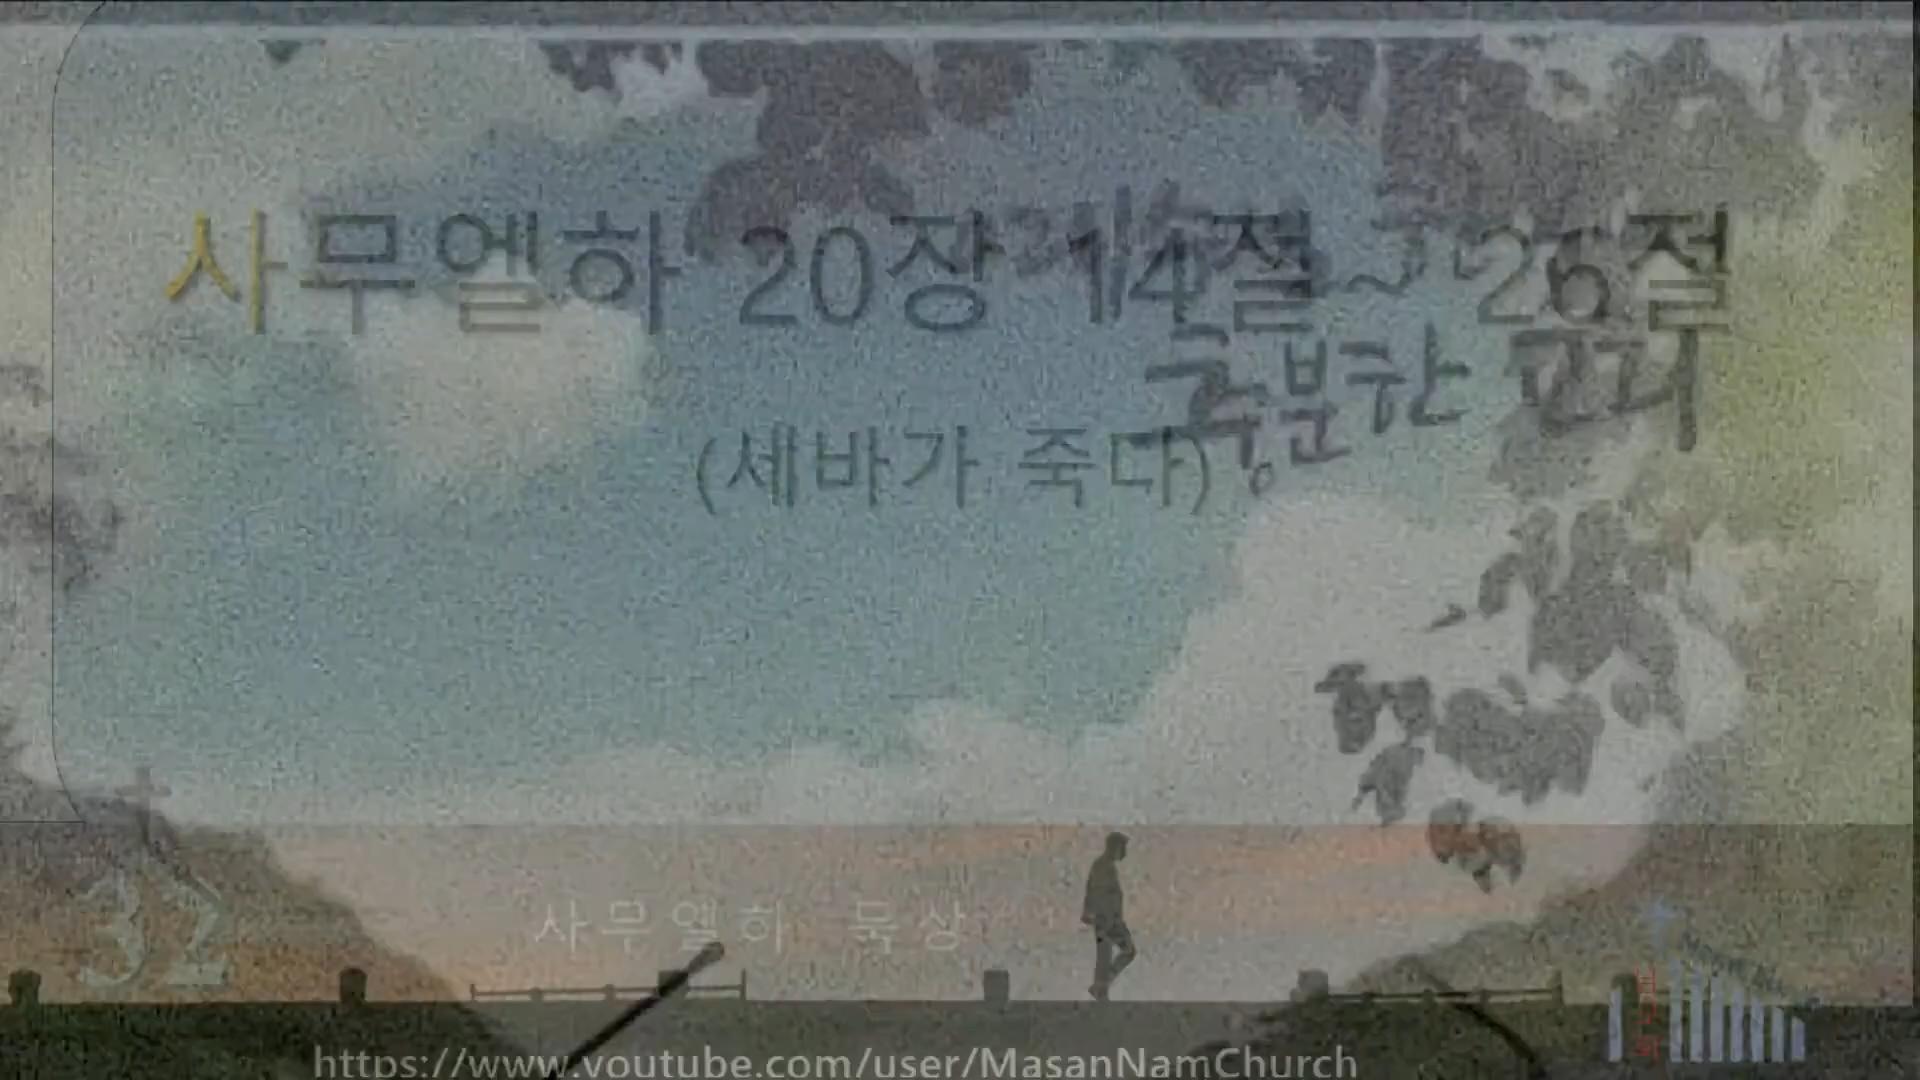 사무엘하 20장 14절~ 26절
충분한
(세바가 죽다)
32
사무엘하 묵상
https://www.youtube.com/user/MasanNamChurch